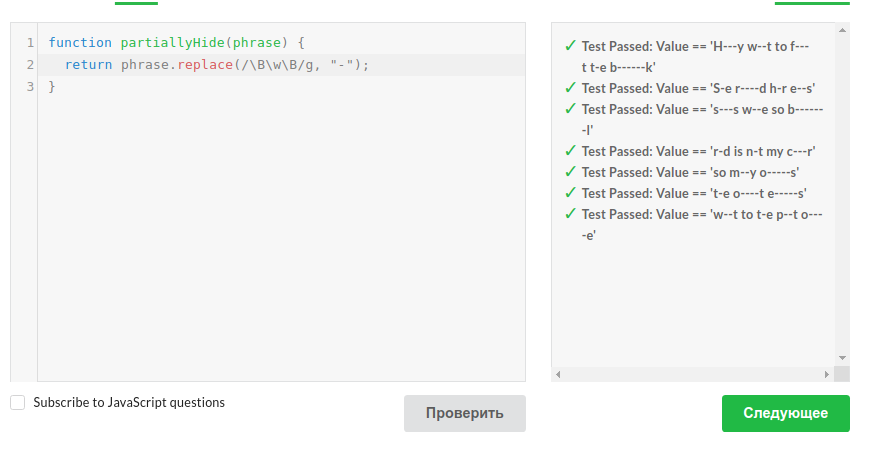 1 function partiallyHide(phrase) {
2 return phrase.replace(/\B\w\B/g, "-");
3 }
✓ Test Passed: Value == 'H---y w--t to f---
t t-e b------k'
✓ Test Passed: Value == 'S-e r----d h-r e--s'
✓ Test Passed: Value == 's---s w--e so b------
-l'
✓ Test Passed: Value == 'r-d is n-t my c---r'
✓ Test Passed: Value == 'so m--y o-----s'
✓ Test Passed: Value == 't-e o----t e-----s'
✓ Test Passed: Value == 'w--t to t-e p--t o---
-e'
Subscribe to JavaScript questions
Проверить
Следующее